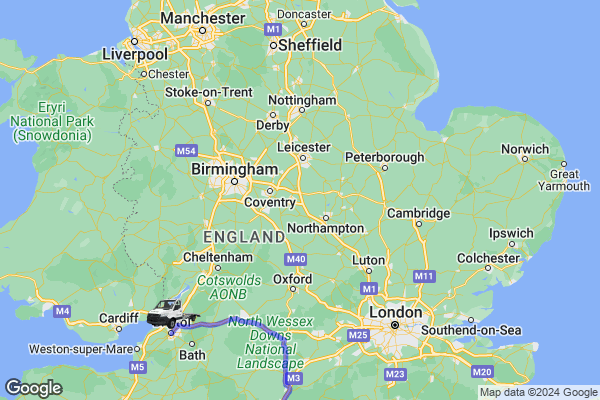 Manchester
Doncaster
M1
Liverpool
Sheffield
Chester
Stoke-on-Trent
Eryri
National Park
(Snowdonia)
Nottingham
Derby
Leicester
M54
Peterborough
Norwich
Birmingham
Great
Yarmouth
Coventry
Cambridge
Northampton
ENGLAND
Ipswich
M40
Cheltenham
Luton
Colchester
Cotswolds
AONB
Oxford
M11
M1
M4
Cardiff
London
North Wessex
Downs
National
Landscape
M25
Southend-on-Sea
Weston-super-Mare
Bath
M5
M3
M23
M20
Google
Google
Map data ©2024 Google